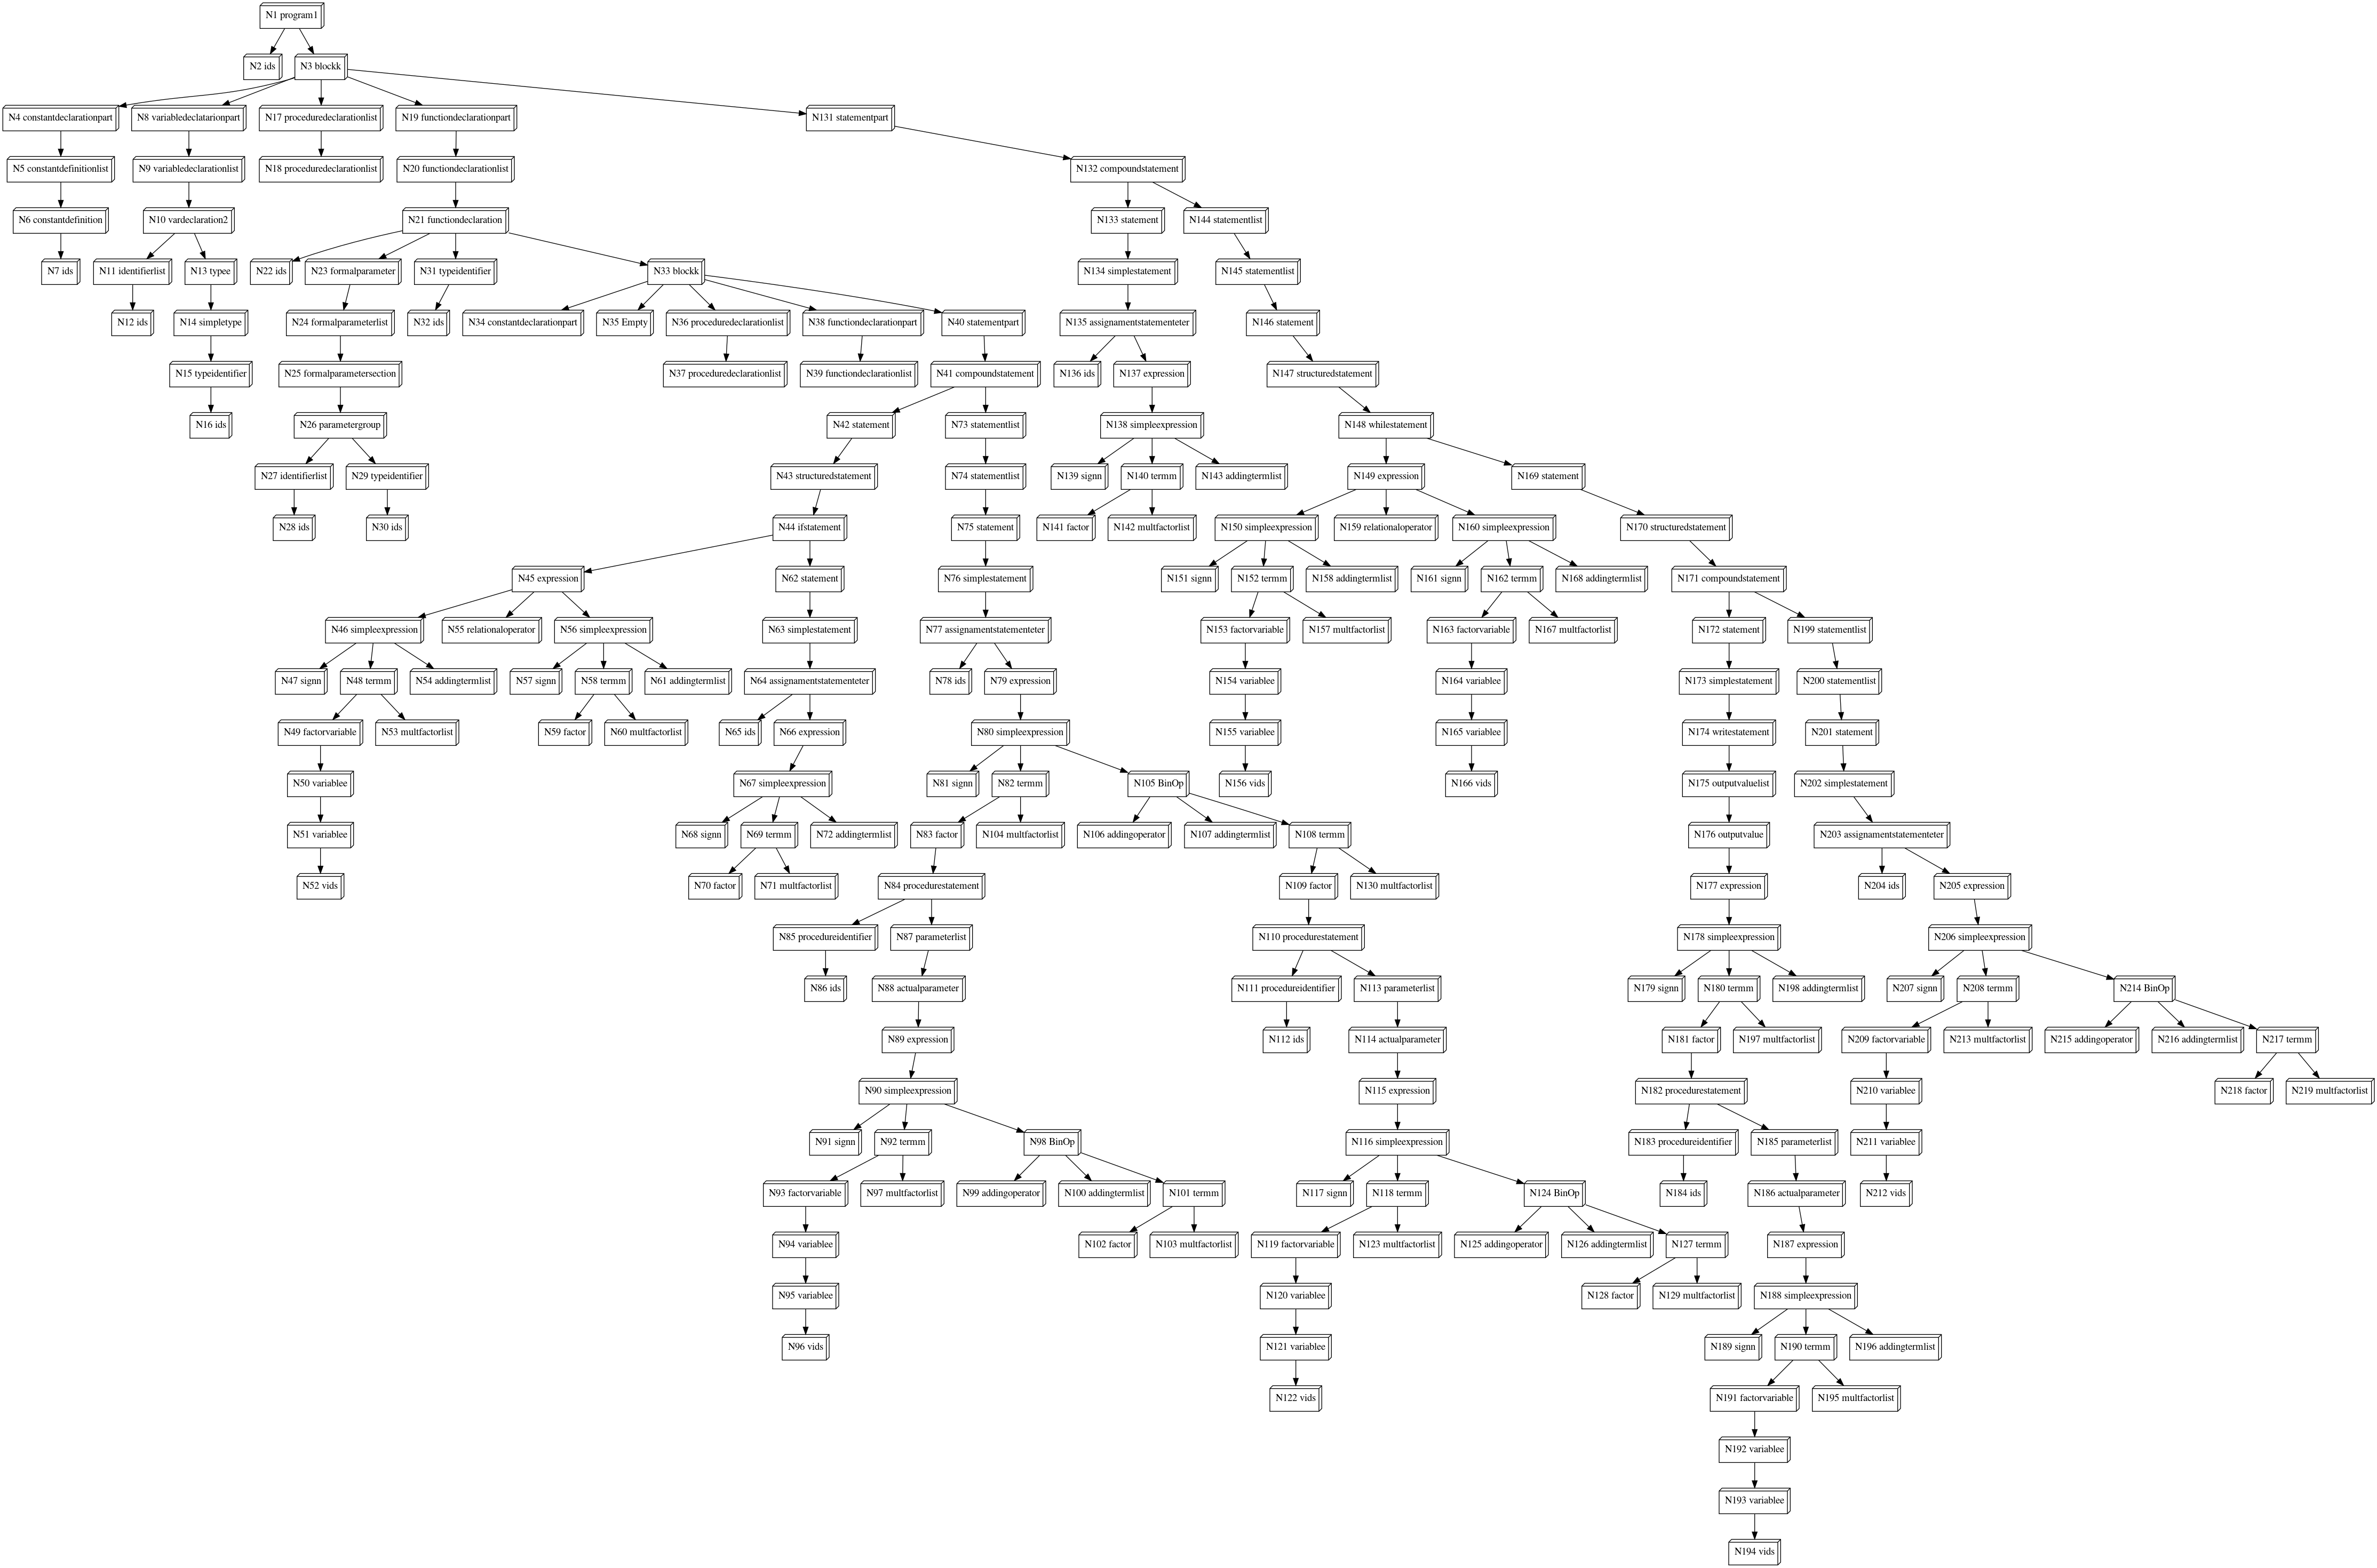 N1 program1
N2 ids
N3 blockk
N4 constantdeclarationpart
N8 variabledeclatarionpart
N17 proceduredeclarationlist
N19 functiondeclarationpart
N131 statementpart
N5 constantdefinitionlist
N9 variabledeclarationlist
N18 proceduredeclarationlist
N20 functiondeclarationlist
N132 compoundstatement
N6 constantdefinition
N10 vardeclaration2
N21 functiondeclaration
N133 statement
N144 statementlist
N7 ids
N11 identifierlist
N13 typee
N22 ids
N23 formalparameter
N31 typeidentifier
N33 blockk
N134 simplestatement
N145 statementlist
N12 ids
N14 simpletype
N24 formalparameterlist
N32 ids
N34 constantdeclarationpart
N35 Empty
N36 proceduredeclarationlist
N38 functiondeclarationpart
N40 statementpart
N135 assignamentstatementeter
N146 statement
N15 typeidentifier
N25 formalparametersection
N37 proceduredeclarationlist
N39 functiondeclarationlist
N41 compoundstatement
N136 ids
N137 expression
N147 structuredstatement
N16 ids
N26 parametergroup
N42 statement
N73 statementlist
N138 simpleexpression
N148 whilestatement
N27 identifierlist
N29 typeidentifier
N43 structuredstatement
N74 statementlist
N139 signn
N140 termm
N143 addingtermlist
N149 expression
N169 statement
N28 ids
N30 ids
N44 ifstatement
N75 statement
N141 factor
N142 multfactorlist
N150 simpleexpression
N159 relationaloperator
N160 simpleexpression
N170 structuredstatement
N45 expression
N62 statement
N76 simplestatement
N151 signn
N152 termm
N158 addingtermlist
N161 signn
N162 termm
N168 addingtermlist
N171 compoundstatement
N46 simpleexpression
N55 relationaloperator
N56 simpleexpression
N63 simplestatement
N77 assignamentstatementeter
N153 factorvariable
N157 multfactorlist
N163 factorvariable
N167 multfactorlist
N172 statement
N199 statementlist
N47 signn
N48 termm
N54 addingtermlist
N57 signn
N58 termm
N61 addingtermlist
N64 assignamentstatementeter
N78 ids
N79 expression
N154 variablee
N164 variablee
N173 simplestatement
N200 statementlist
N49 factorvariable
N53 multfactorlist
N59 factor
N60 multfactorlist
N65 ids
N66 expression
N80 simpleexpression
N155 variablee
N165 variablee
N174 writestatement
N201 statement
N50 variablee
N67 simpleexpression
N81 signn
N82 termm
N105 BinOp
N156 vids
N166 vids
N175 outputvaluelist
N202 simplestatement
N51 variablee
N68 signn
N69 termm
N72 addingtermlist
N83 factor
N104 multfactorlist
N106 addingoperator
N107 addingtermlist
N108 termm
N176 outputvalue
N203 assignamentstatementeter
N52 vids
N70 factor
N71 multfactorlist
N84 procedurestatement
N109 factor
N130 multfactorlist
N177 expression
N204 ids
N205 expression
N85 procedureidentifier
N87 parameterlist
N110 procedurestatement
N178 simpleexpression
N206 simpleexpression
N86 ids
N88 actualparameter
N111 procedureidentifier
N113 parameterlist
N179 signn
N180 termm
N198 addingtermlist
N207 signn
N208 termm
N214 BinOp
N89 expression
N112 ids
N114 actualparameter
N181 factor
N197 multfactorlist
N209 factorvariable
N213 multfactorlist
N215 addingoperator
N216 addingtermlist
N217 termm
N90 simpleexpression
N115 expression
N182 procedurestatement
N210 variablee
N218 factor
N219 multfactorlist
N91 signn
N92 termm
N98 BinOp
N116 simpleexpression
N183 procedureidentifier
N185 parameterlist
N211 variablee
N93 factorvariable
N97 multfactorlist
N99 addingoperator
N100 addingtermlist
N101 termm
N117 signn
N118 termm
N124 BinOp
N184 ids
N186 actualparameter
N212 vids
N94 variablee
N102 factor
N103 multfactorlist
N119 factorvariable
N123 multfactorlist
N125 addingoperator
N126 addingtermlist
N127 termm
N187 expression
N95 variablee
N120 variablee
N128 factor
N129 multfactorlist
N188 simpleexpression
N96 vids
N121 variablee
N189 signn
N190 termm
N196 addingtermlist
N122 vids
N191 factorvariable
N195 multfactorlist
N192 variablee
N193 variablee
N194 vids